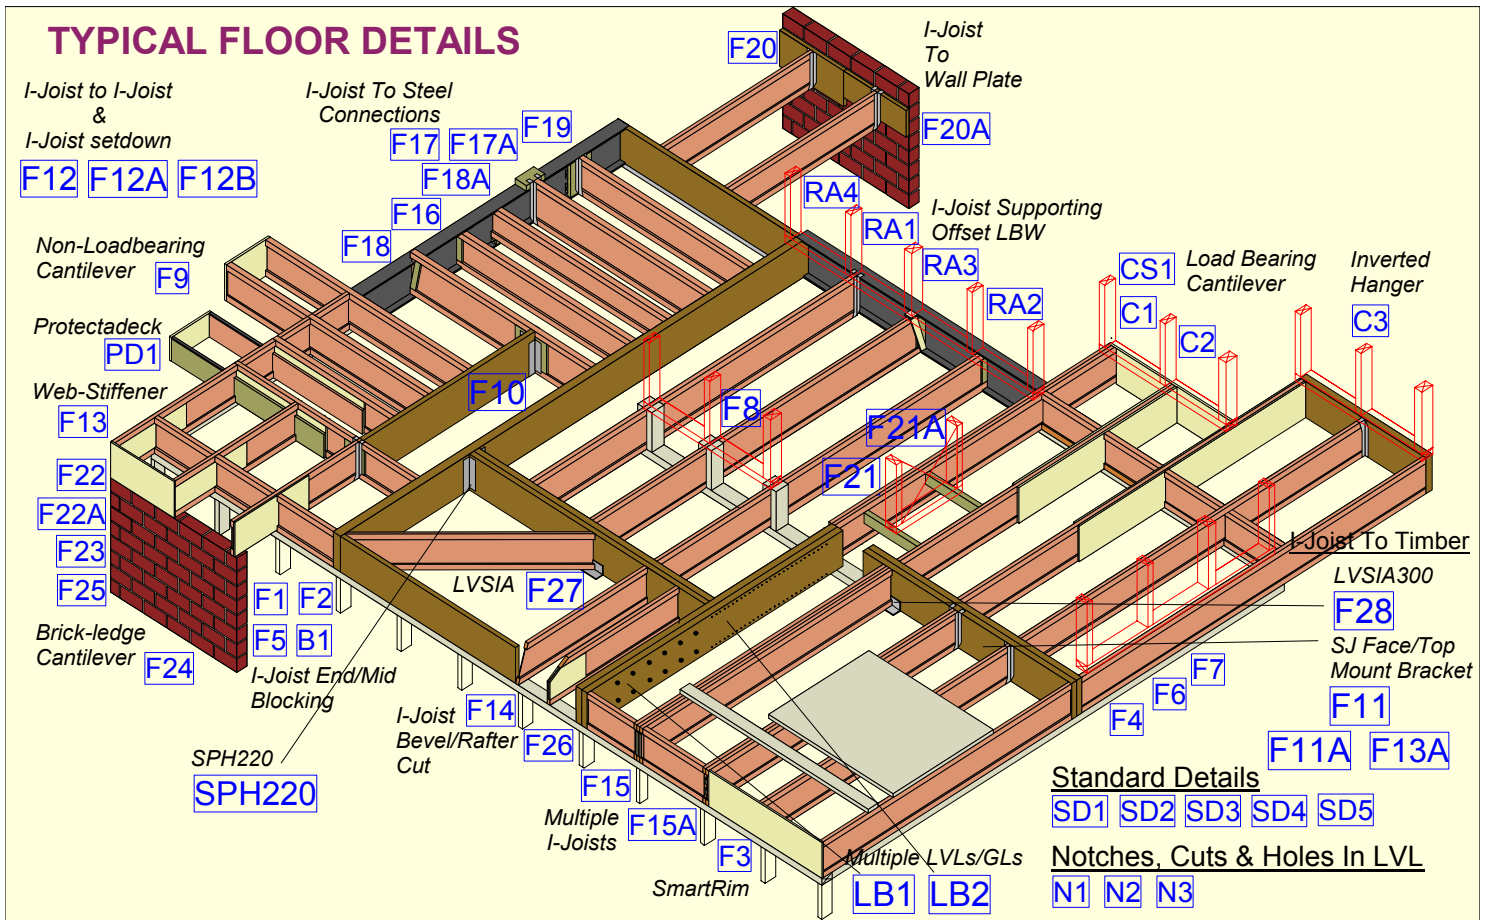 TYPICAL FLOOR DETAILS
I-Joist to I-Joist
&
I-Joist setdown
F12 F12A F12B
I-Joist To Steel
Connections
F17 F17A F19
F18A
F16
F18
F20
I-Joist
To
Wall Plate
F20A
Non-Loadbearing
Cantilever F9
Protectadeck
PD1
Web-Stiffener
F13
F22
F22A
F23
F25
Brick-ledge
Cantilever F24
RA4
RA1
RA3
RA2
I-Joist Supporting
Offset LBW
CS1
C1
C2
Load Bearing
Cantilever
Inverted
Hanger
C3
F10
F8
F21A
F21
F1 F2
F5 B1
I-Joist End/Mid
Blocking
LVSIA F27
SPH220
SPH220
I-Joist F14
Bevel/Rafter
Cut F26
F15
Multiple
I-Joists F15A
F3
SmartRim
Multiple LVLs/GLs
LB1 LB2
I-Joist To Timber
LVSIA300
F28
SJ Face/Top
Mount Bracket
F11
F11A F13A
F7
F6
F4
Standard Details
SD1 SD2 SD3 SD4 SD5
Notches, Cuts & Holes In LVL
N1 N2 N3